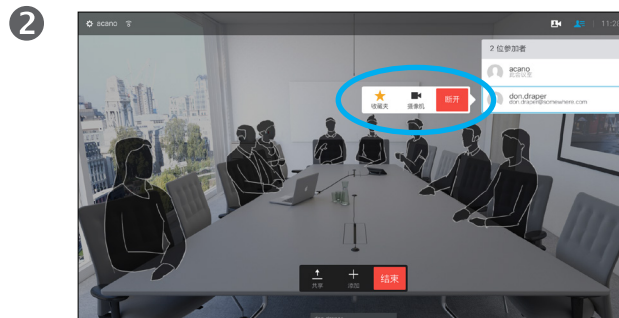 2
acano
11:20
2 位参加者
acano
don.draper
don.draper@somewhere.com
收藏夹
摄像机
断开
共享
添加
结束